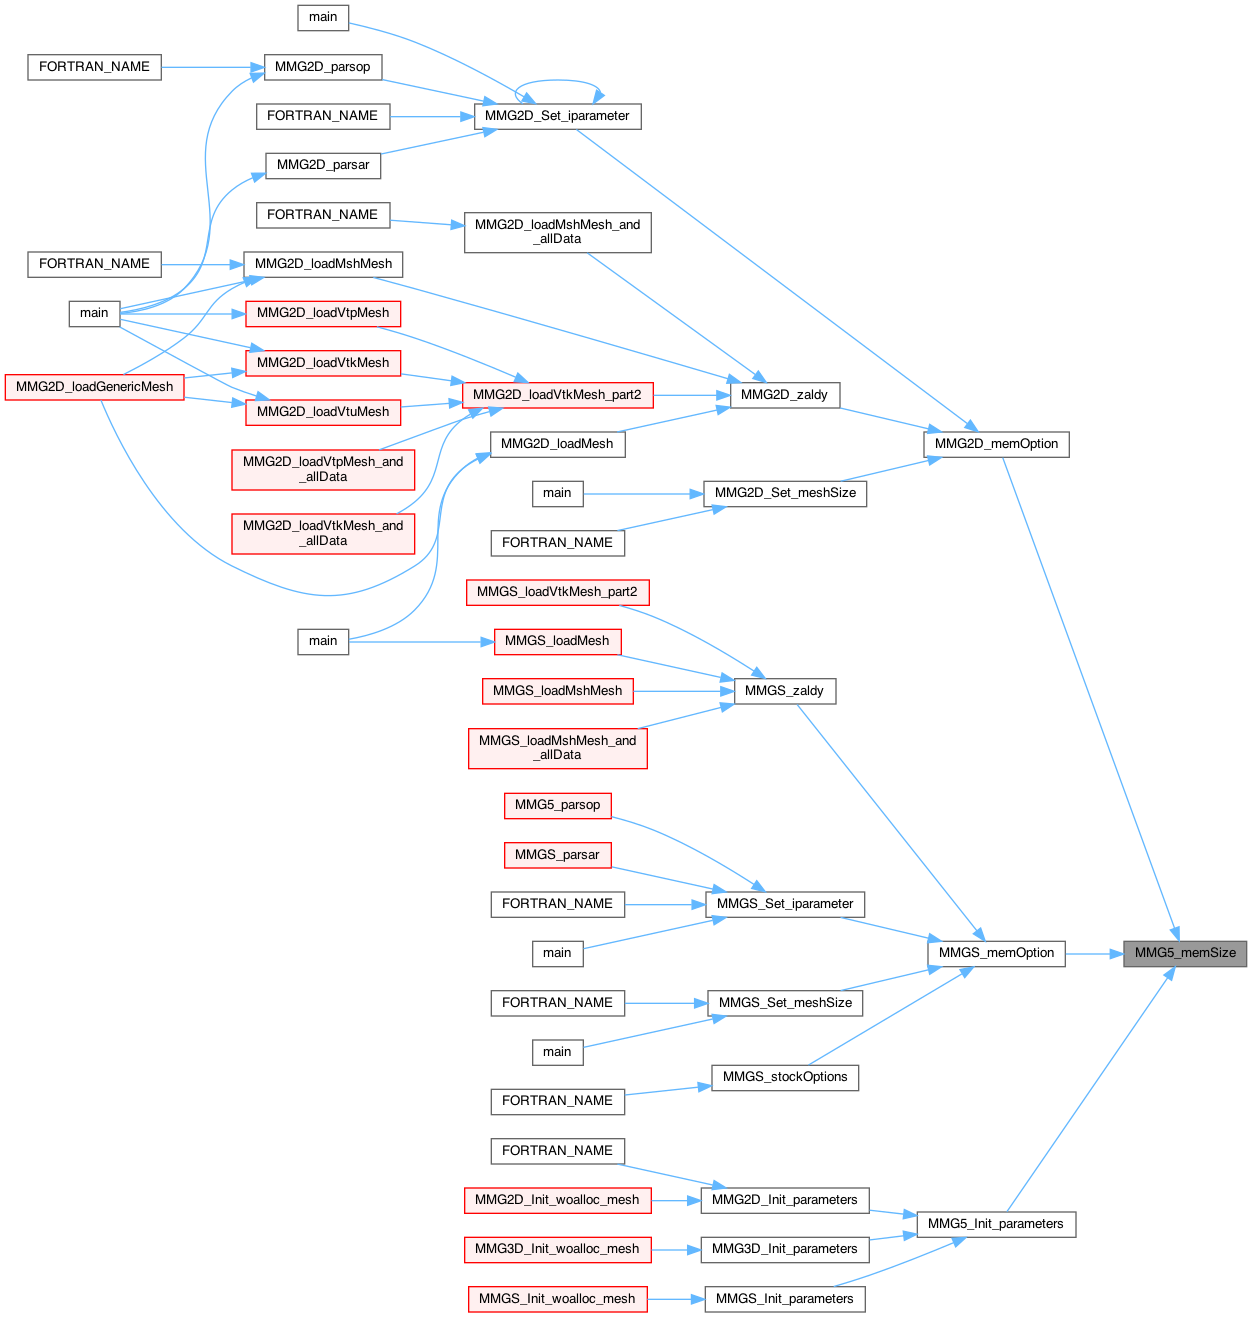 main
FORTRAN_NAME
MMG2D_parsop
FORTRAN_NAME
MMG2D_Set_iparameter
MMG2D_parsar
FORTRAN_NAME
MMG2D_loadMshMesh_and
_allData
FORTRAN_NAME
MMG2D_loadMshMesh
main
MMG2D_loadVtpMesh
MMG2D_loadVtkMesh
MMG2D_loadGenericMesh
MMG2D_loadVtuMesh
MMG2D_loadVtkMesh_part2
MMG2D_zaldy
MMG2D_loadMesh
MMG2D_memOption
MMG2D_loadVtpMesh_and
_allData
main
MMG2D_Set_meshSize
MMG2D_loadVtkMesh_and
_allData
FORTRAN_NAME
MMGS_loadVtkMesh_part2
main
MMGS_loadMesh
MMGS_loadMshMesh
MMGS_zaldy
MMGS_loadMshMesh_and
_allData
MMG5_parsop
MMGS_parsar
FORTRAN_NAME
MMGS_Set_iparameter
main
MMGS_memOption
MMG5_memSize
FORTRAN_NAME
MMGS_Set_meshSize
main
MMGS_stockOptions
FORTRAN_NAME
FORTRAN_NAME
MMG2D_Init_woalloc_mesh
MMG2D_Init_parameters
MMG5_Init_parameters
MMG3D_Init_woalloc_mesh
MMG3D_Init_parameters
MMGS_Init_woalloc_mesh
MMGS_Init_parameters